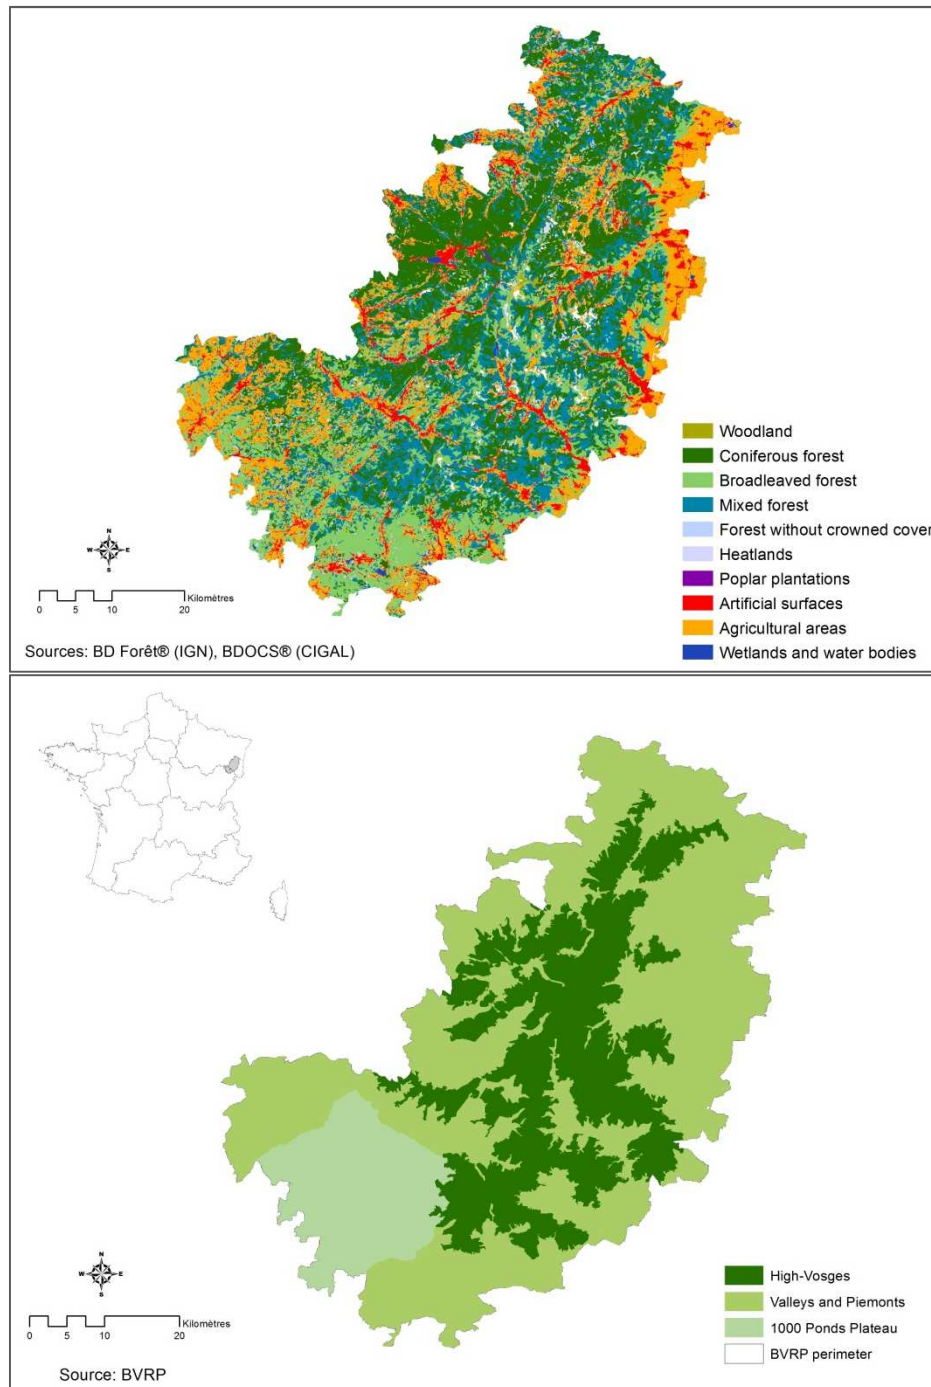 Woodland
Coniferous forest
Broadleaved forest
Mixed forest
Forest without crowned cover
Heatlands
Poplar plantations
Artificial surfaces
Agricultural areas
Wetlands and water bodies
N
W E
S
0 5 10 20 Kilomètres
Sources: BD Forêt® (IGN), BDOCS® (CIGAL)
High-Vosges
Valleys and Piemonts
1000 Ponds Plateau
BVRP perimeter
N
W E
S
0 5 10 20 Kilomètres
Source: BVRP